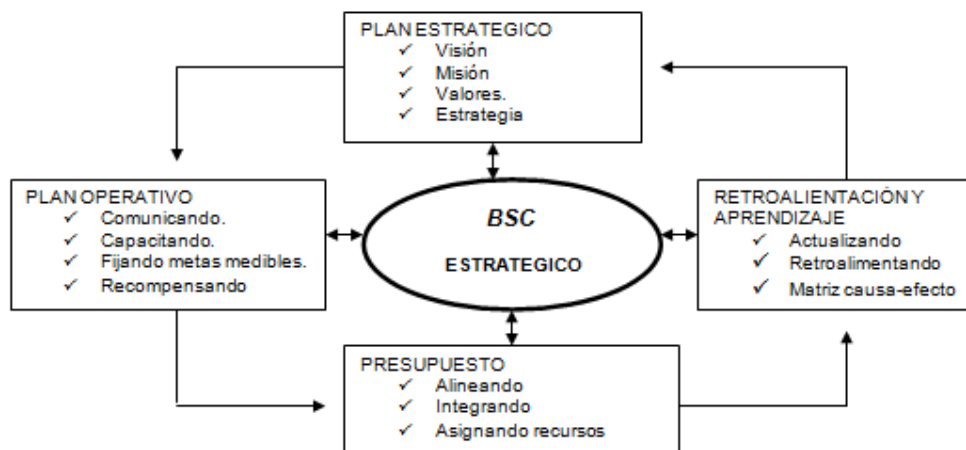 PLAN ESTRATEGICO
✓ Visión
✓ Misión
✓ Valores.
✓ Estrategia
PLAN OPERATIVO
✓ Comunicando.
✓ Capacitando.
✓ Fijando metas medibles.
✓ Recompensando
BSC
ESTRATEGICO
RETROALIENTACIÓN Y
APRENDIZAJE
✓ Actualizando
✓ Retroalimentando
✓ Matriz causa-efecto
PRESUPUESTO
✓ Alineando
✓ Integrando
✓ Asignando recursos